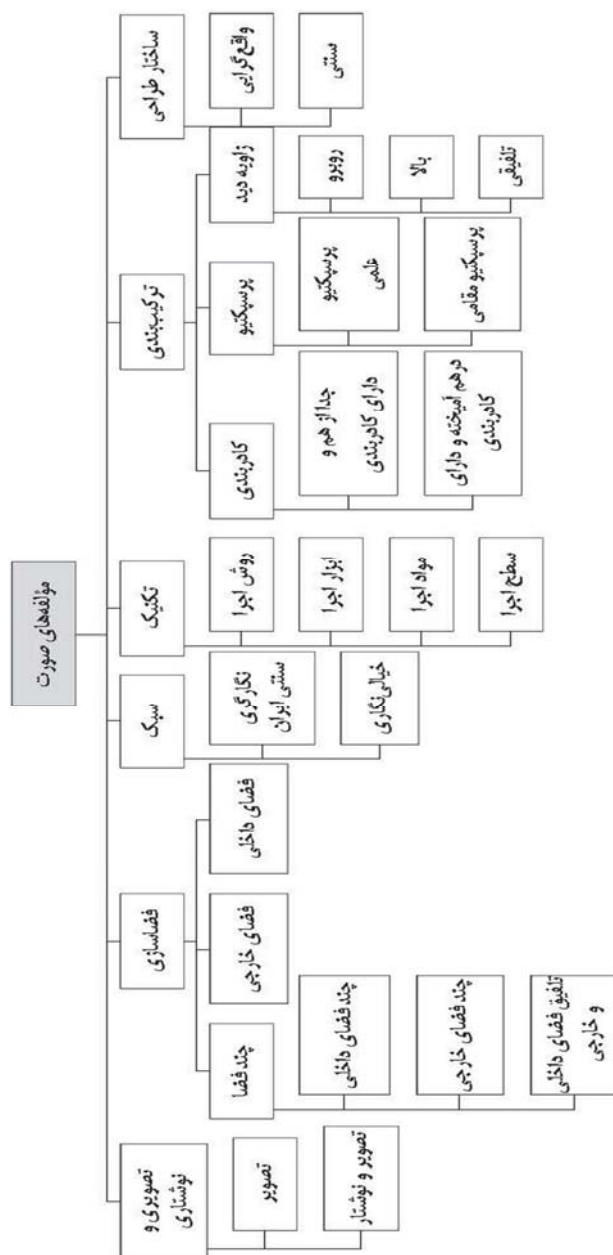 مؤلفه‌های صورت
ساختار طراحی
واقع‌گرایی
سنتی
ترکیب‌بندی
زاویه دید
روبرو
بالا
تلفیقی
پرسپکتیو
پرسپکتیو
علمی
پرسپکتیو مقامی
کادربندی
جدا از هم و
دارای کادربندی
درهم آمیخته و دارای
کادربندی
تکنیک
روش اجرا
ابزار اجرا
مواد اجرا
سطح اجرا
سبک
نگارگری
سنتی ایران
خیالی‌نگاری
فضاسازی
فضای داخلی
فضای خارجی
چند فضا
چند فضای داخلی
چند فضای خارجی
تلفیق فضای داخلی
و خارجی
تصویری و
نوشتاری
تصویر
تصویر و نوشتار